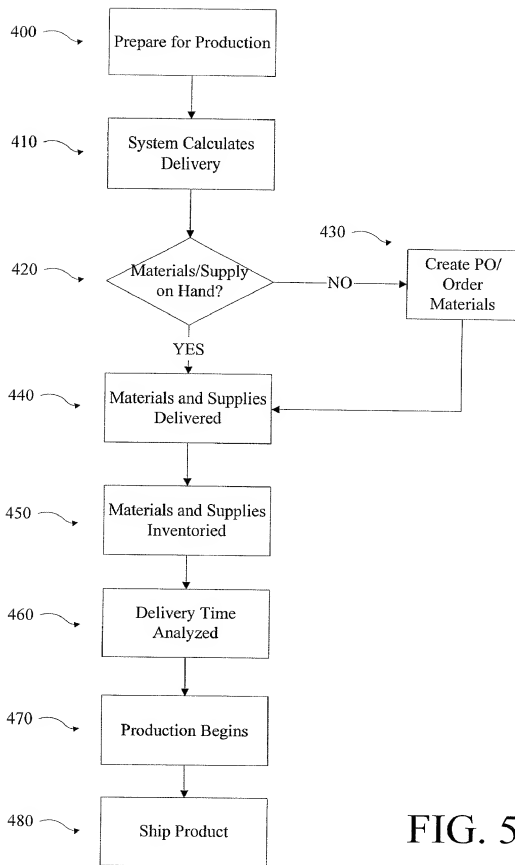 400
Prepare for Production
410
System Calculates
Delivery
420
Materials/Supply
on Hand?
NO
430
Create PO/
Order
Materials
YES
440
Materials and Supplies
Delivered
450
Materials and Supplies
Inventoried
460
Delivery Time
Analyzed
470
Production Begins
480
Ship Product
FIG. 5